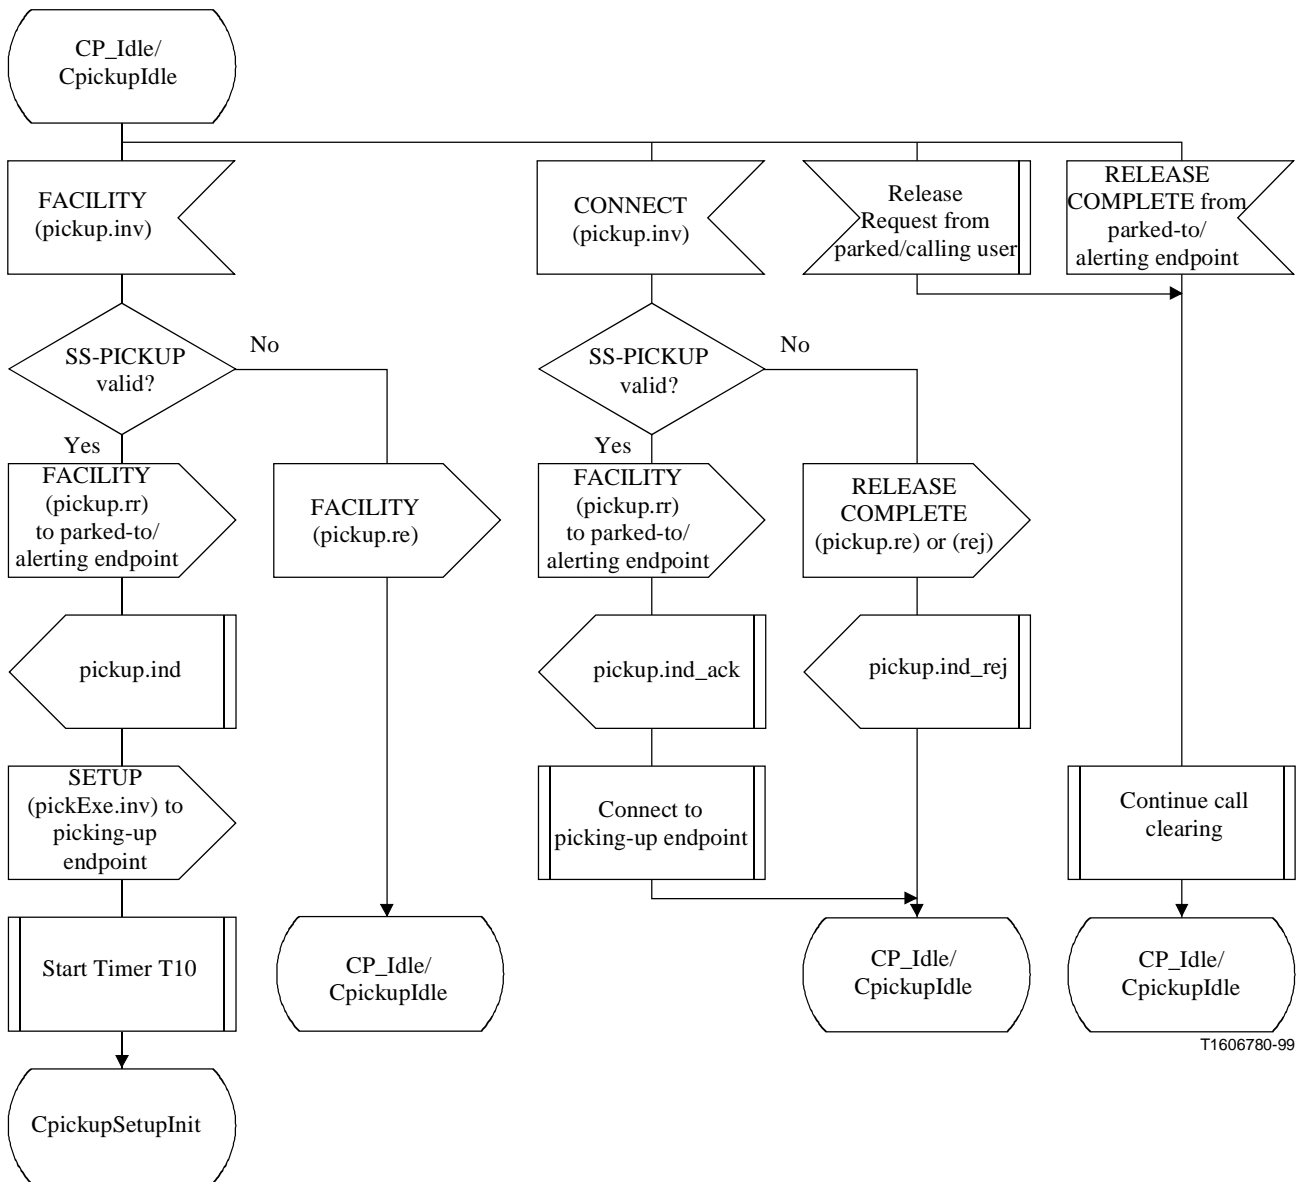 CP_Idle/
CpickupIdle
FACILITY
(pickup.inv)
CONNECT
(pickup.inv)
Release
Request from
parked/calling user
RELEASE
COMPLETE from
parked-to/
alerting endpoint
SS-PICKUP
valid?
No
Yes
SS-PICKUP
valid?
No
Yes
FACILITY
(pickup.rr)
to parked-to/
alerting endpoint
FACILITY
(pickup.re)
FACILITY
(pickup.rr)
to parked-to/
alerting endpoint
RELEASE
COMPLETE
(pickup.re) or (rej)
pickup.ind
pickup.ind_ack
pickup.ind_rej
SETUP
(pickExe.inv) to
picking-up
endpoint
Connect to
picking-up endpoint
Continue call
clearing
Start Timer T10
CP_Idle/
CpickupIdle
CP_Idle/
CpickupIdle
CP_Idle/
CpickupIdle
T1606780-99
CpickupSetupInit